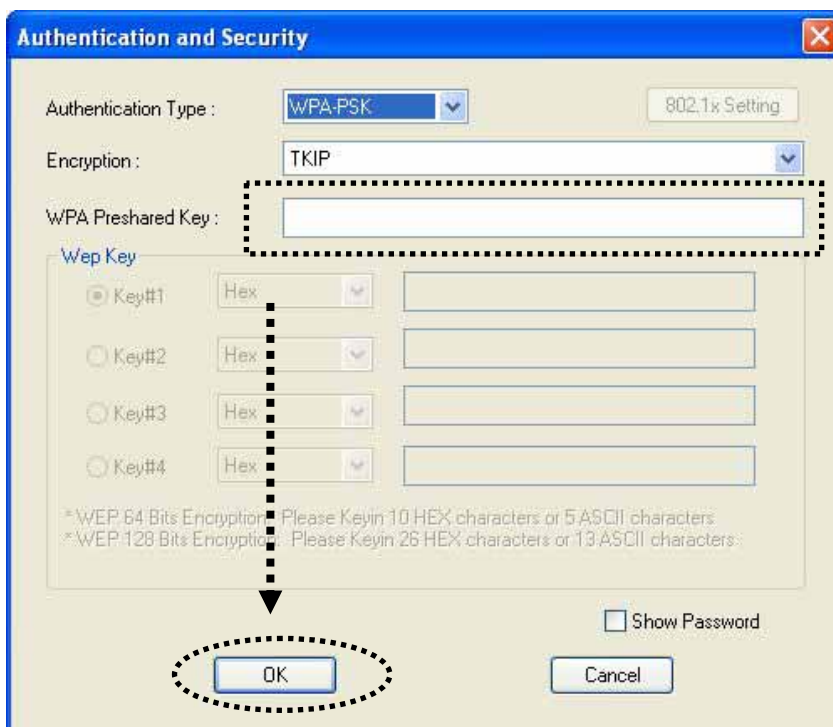 Authentication and Security
Authentication Type : WPA-PSK 802.1x Setting
Encryption : TKIP
WPA Preshared Key :
Wep Key
Key#1 Hex
Key#2 Hex
Key#3 Hex
Key#4 Hex
* WEP 64 Bits Encryption: Please Keyin 10 HEX characters or 5 ASCII characters
* WEP 128 Bits Encryption: Please Keyin 26 HEX characters or 13 ASCII characters
Show Password
OK Cancel